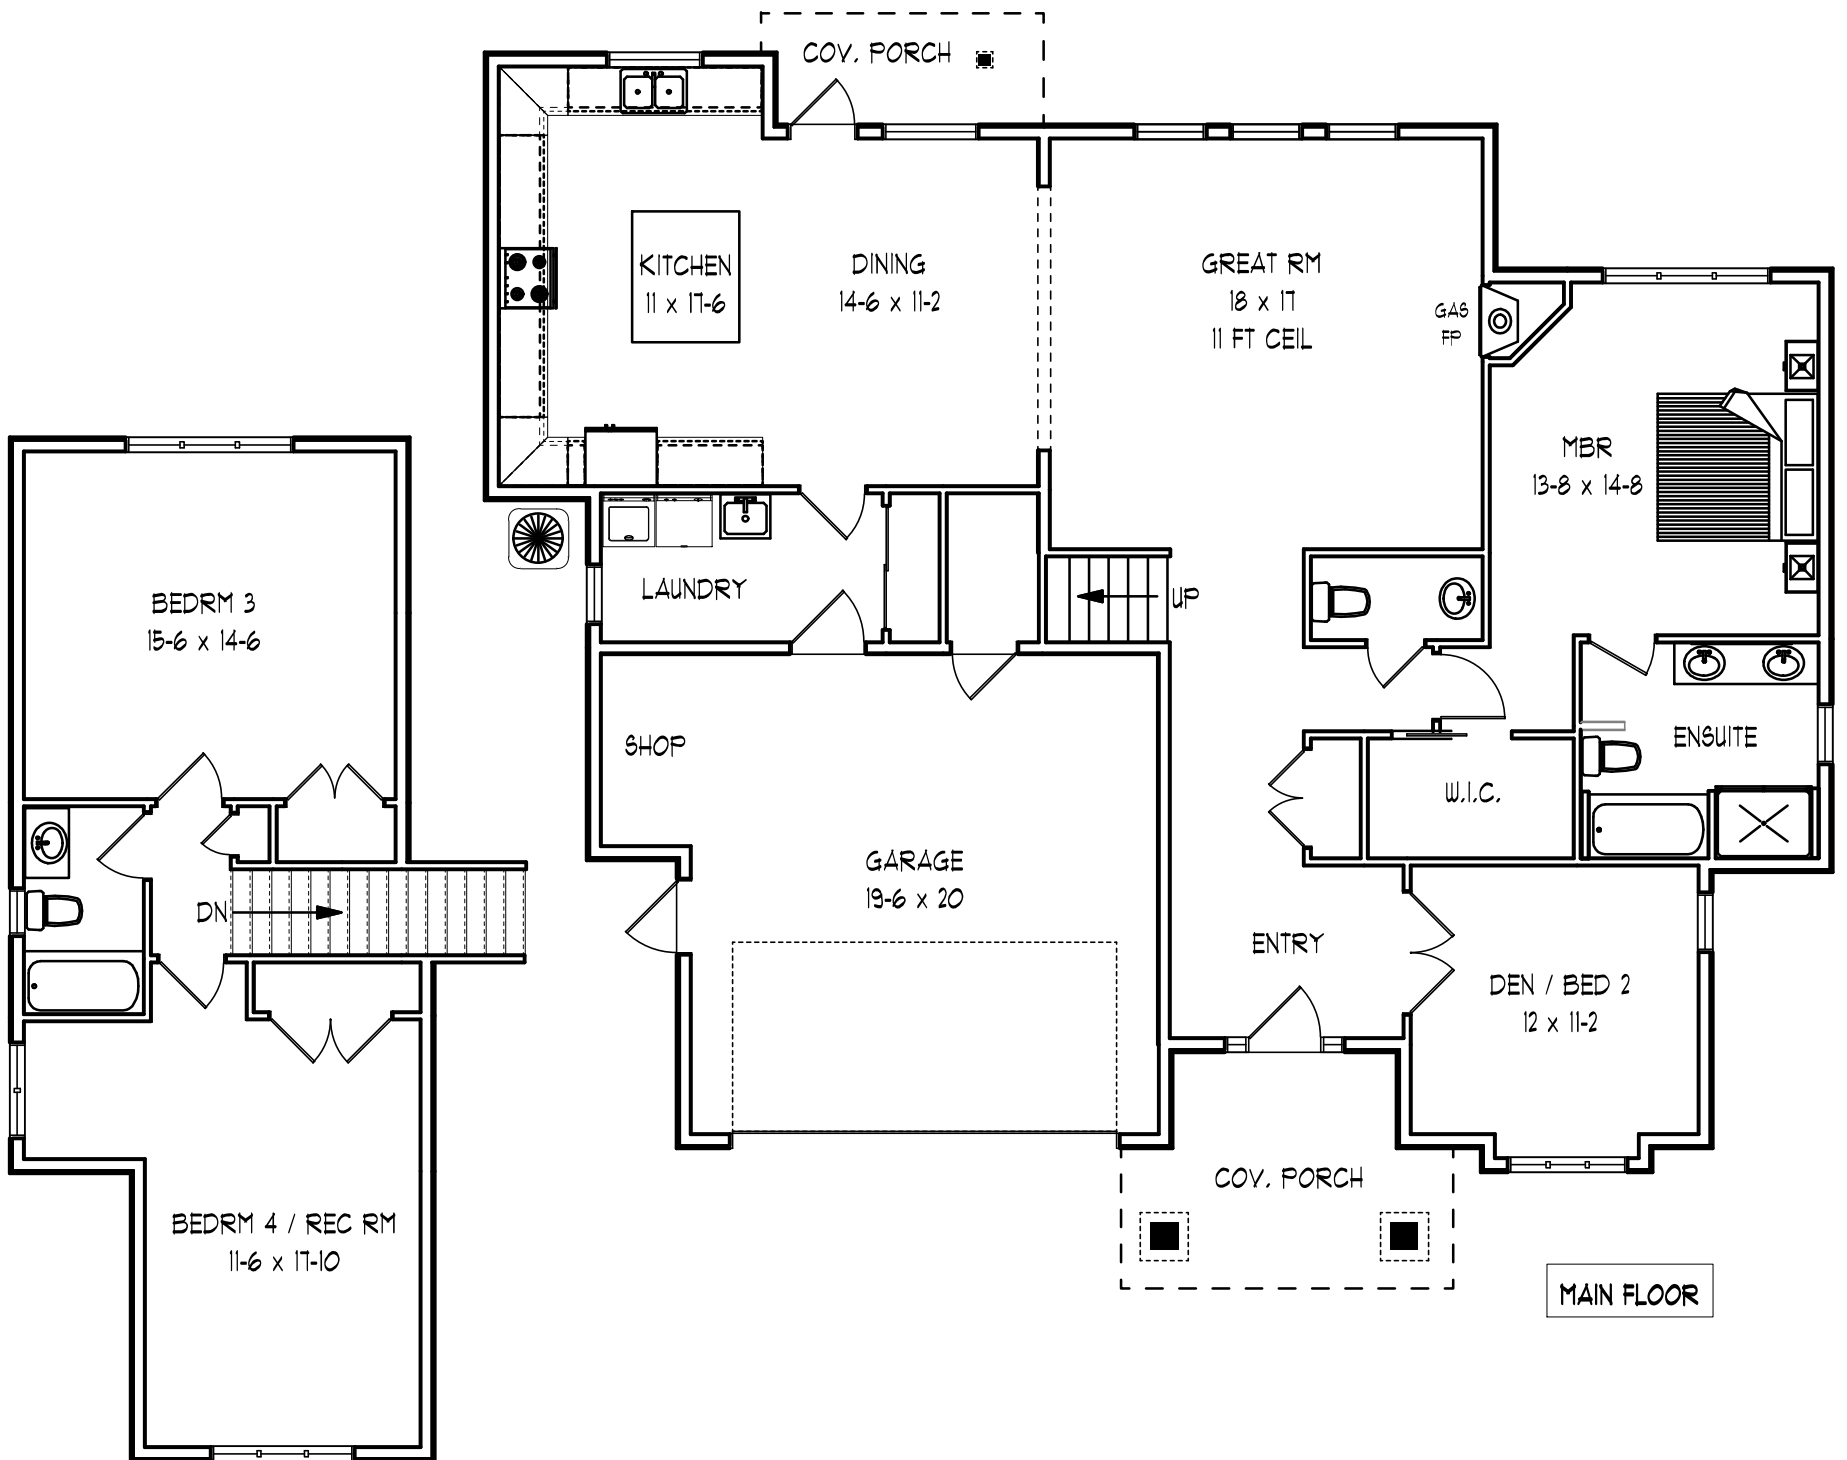 COV. PORCH
KITCHEN
11 x 17-6
DINING
14-6 x 11-2
GREAT RM
18 x 17
11 FT CEIL
GAS
FP
MBR
13-8 x 14-8
LAUNDRY
UP
BEDRM 3
15-6 x 14-6
SHOP
ENSUITE
W.I.C.
GARAGE
19-6 x 20
DN
ENTRY
DEN / BED 2
12 x 11-2
COV. PORCH
BEDRM 4 / REC RM
11-6 x 17-10
MAIN FLOOR